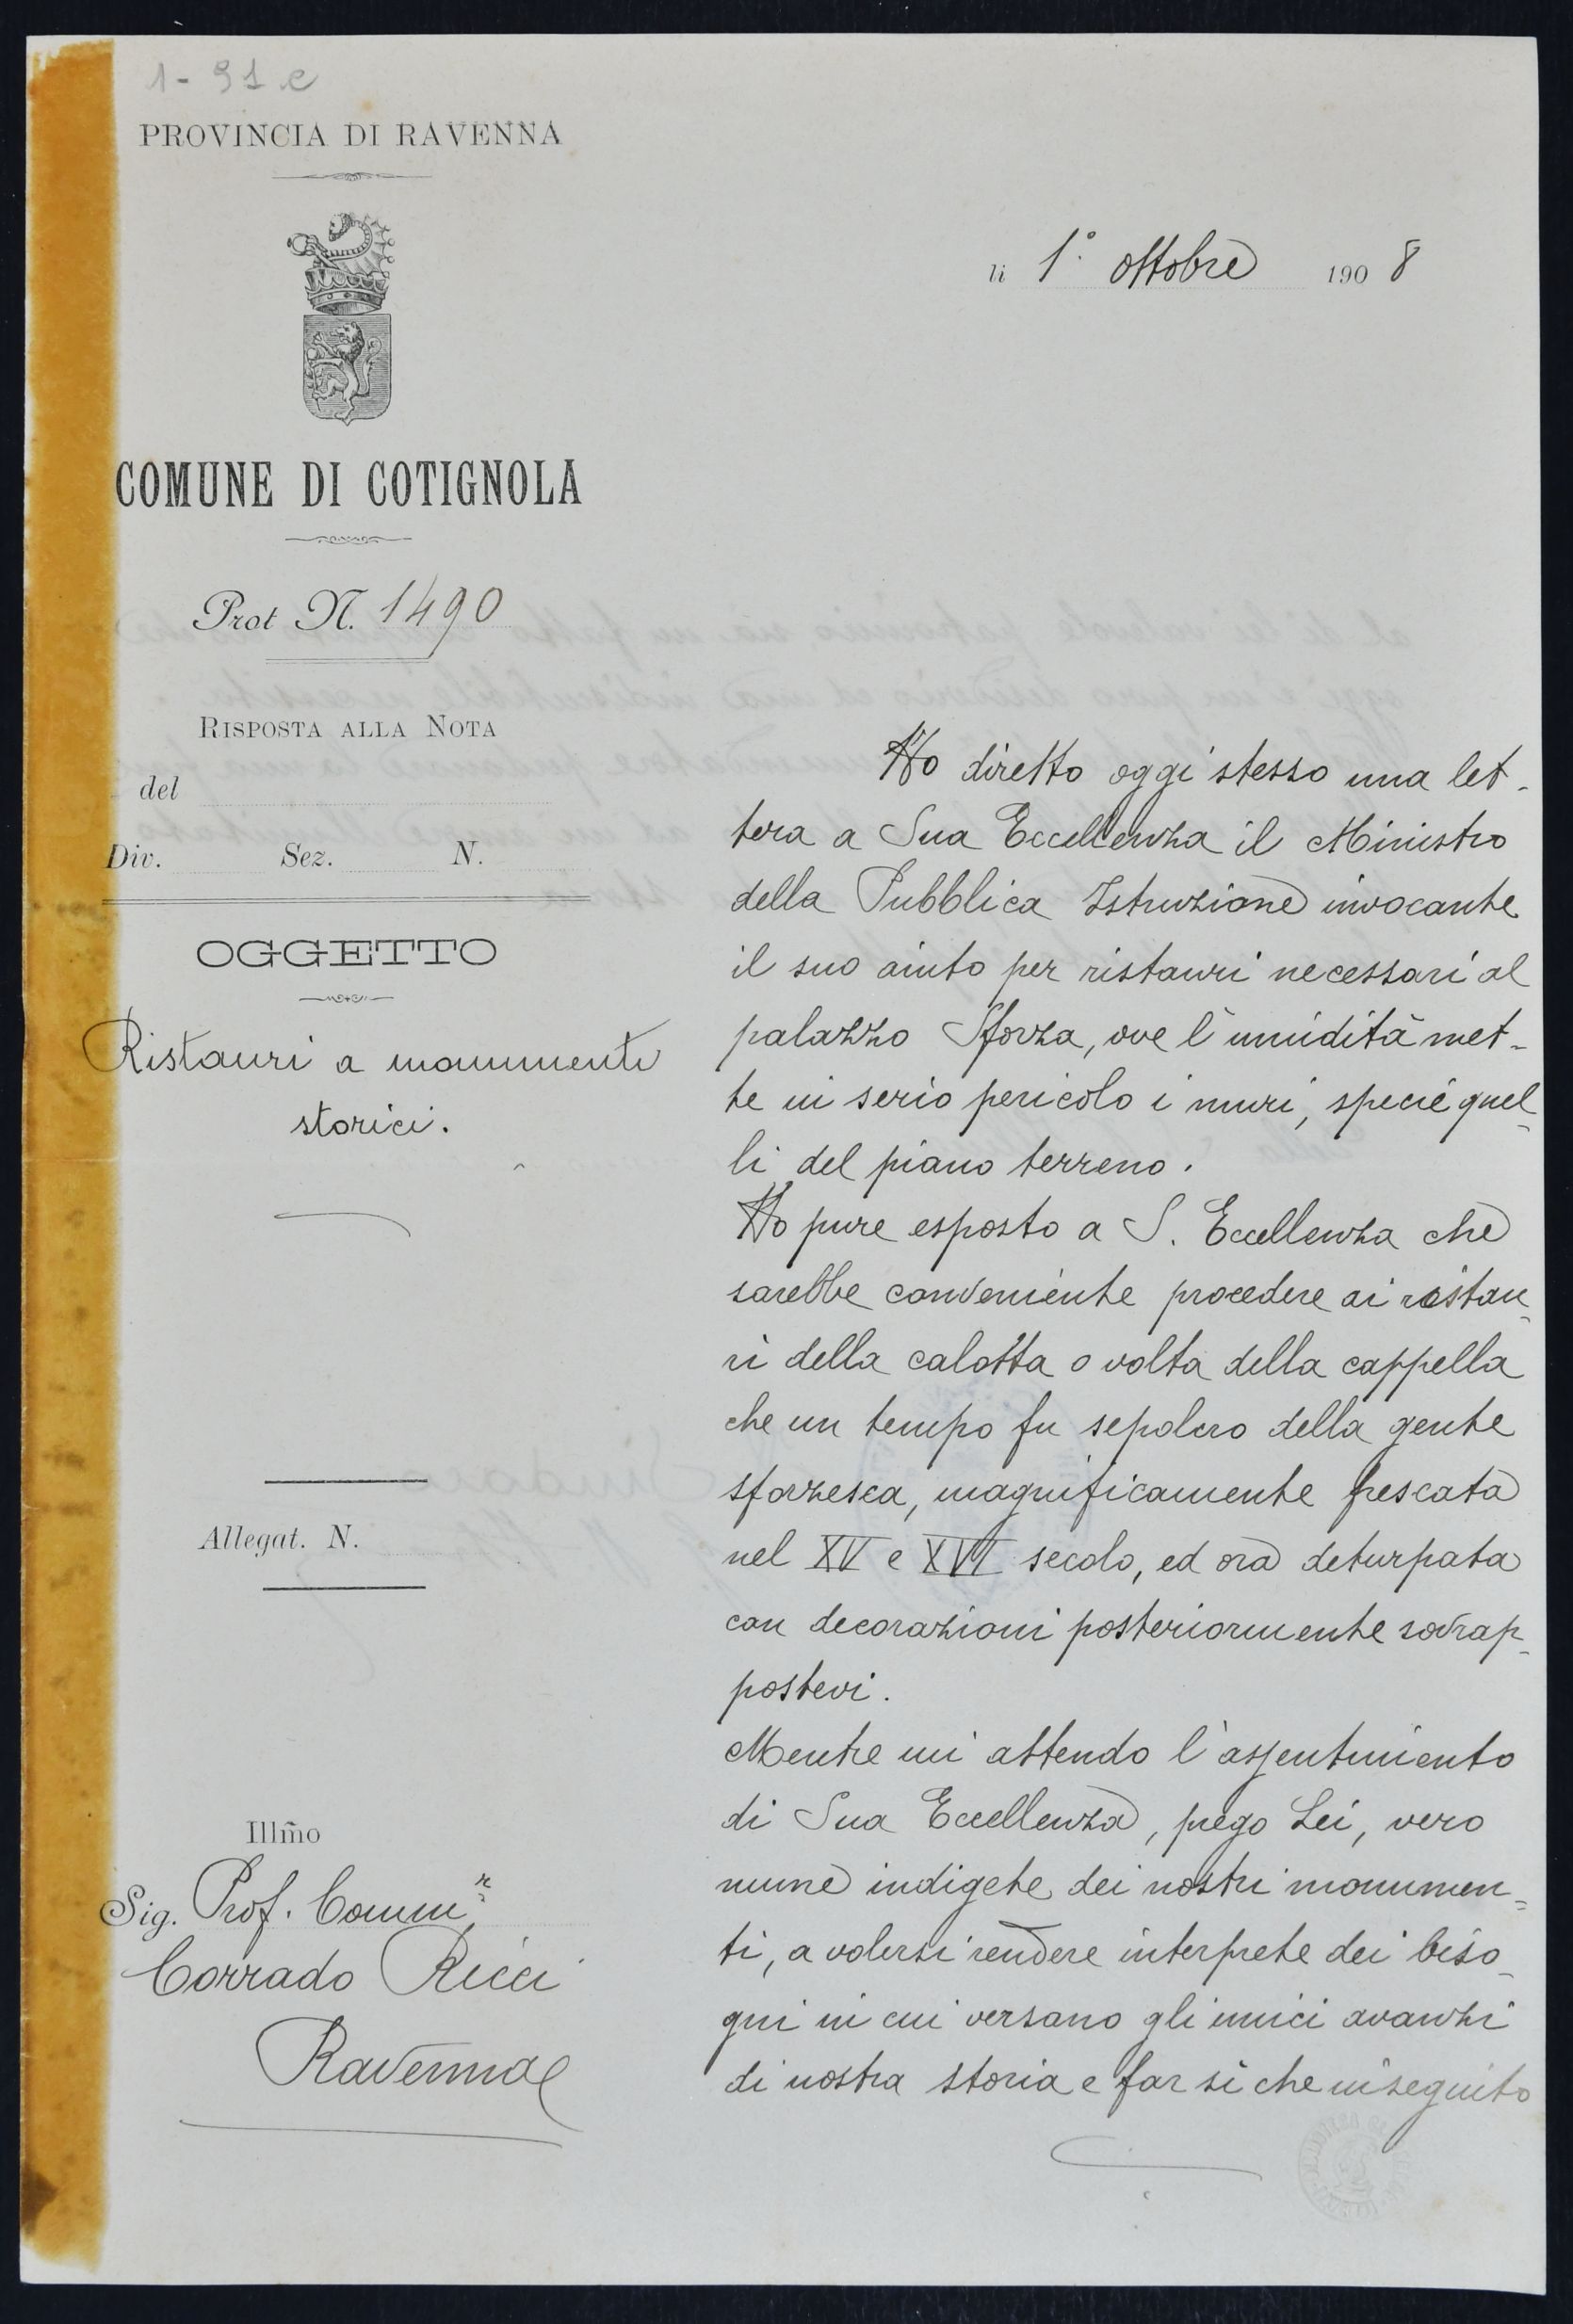 1-91 e
PROVINCIA DI RAVENNA
COMUNE DI COTIGNOLA
Prot N. 1490
RISPOSTA ALLA NOTA
del
Div. Sez. N.
OGGETTO
Ristauri a monumenti
storici.
Allegat. N.
Illm̃o
Sig. Prof. Comm.r
Corrado Ricci
Ravenna
li 1° ottobre 1908
Ho diretto oggi stesso una let-
tera a Sua Eccellenza il Ministro
della Pubblica Istruzione invocante
il suo aiuto per ristauri necessari al
palazzo Sforza, ove l'umidità met-
te in serio pericolo i muri, specie quel-
li del piano terreno.
Ho pure esposto a S. Eccellenza che
sarebbe conveniente procedere ai ristau-
ri della calotta o volta della cappella
che un tempo fu sepolcro della gente
sforzesca, magnificamente frescata
nel XV e XVI secolo, ed ora deturpata
con decorazioni posteriormente sovrap-
postevi.
Mentre mi attendo l'assentimento
di Sua Eccellenza, prego Lei, vero
nume indigete dei nostri monumen-
ti, a volersi rendere interprete dei biso-
gni in cui versano gli unici avanzi
di nostra storia e far sì che in seguito